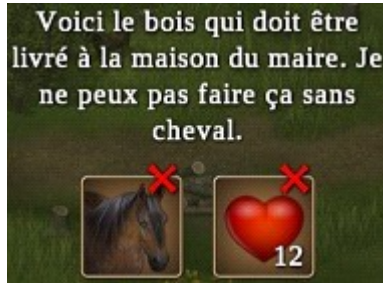 Voici le bois qui doit être
livré à la maison du maire. Je
ne peux pas faire ça sans
cheval.
12